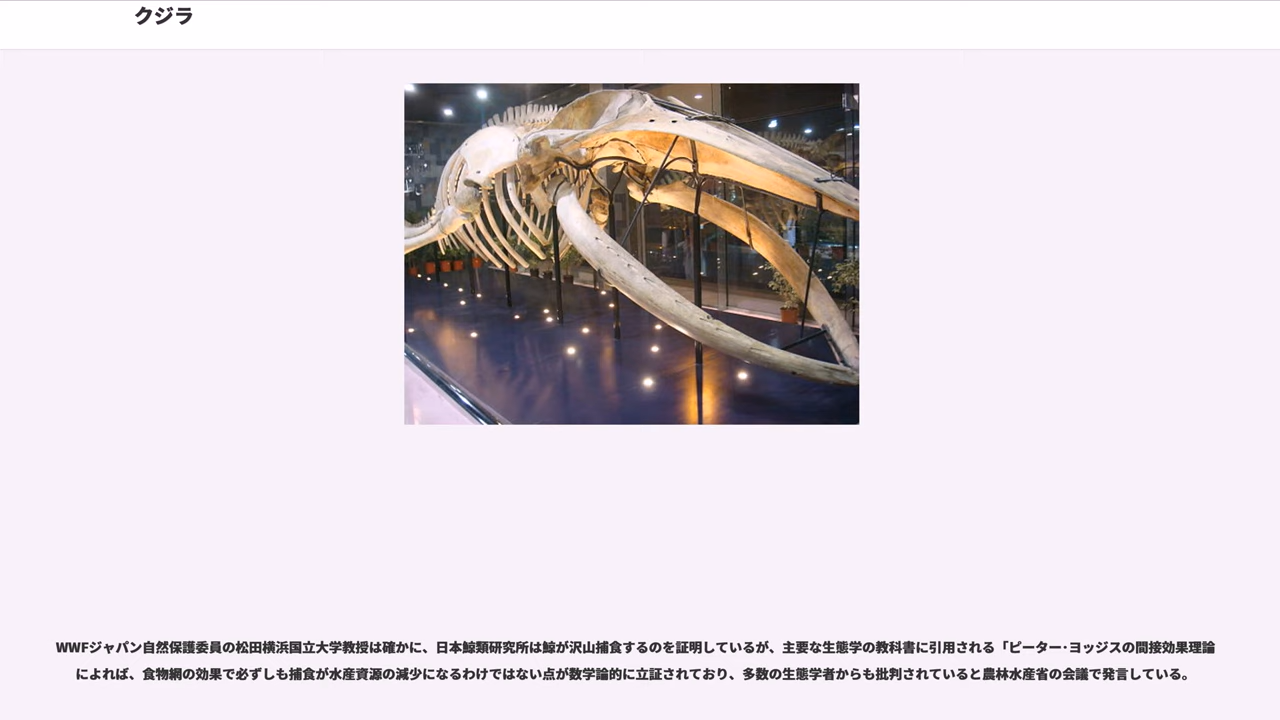 クジラ
WWFジャパン自然保護委員の松田横浜国立大学教授は確かに、日本鯨類研究所は鯨が沢山捕食するのを証明しているが、主要な生態学の教科書に引用される「ピーター·ヨッジスの間接効果理論
によれば、食物網の効果で必ずしも捕食が水産資源の減少になるわけではない点が数学論的に立証されており、多数の生態学者からも批判されていると農林水産省の会議で発言している。